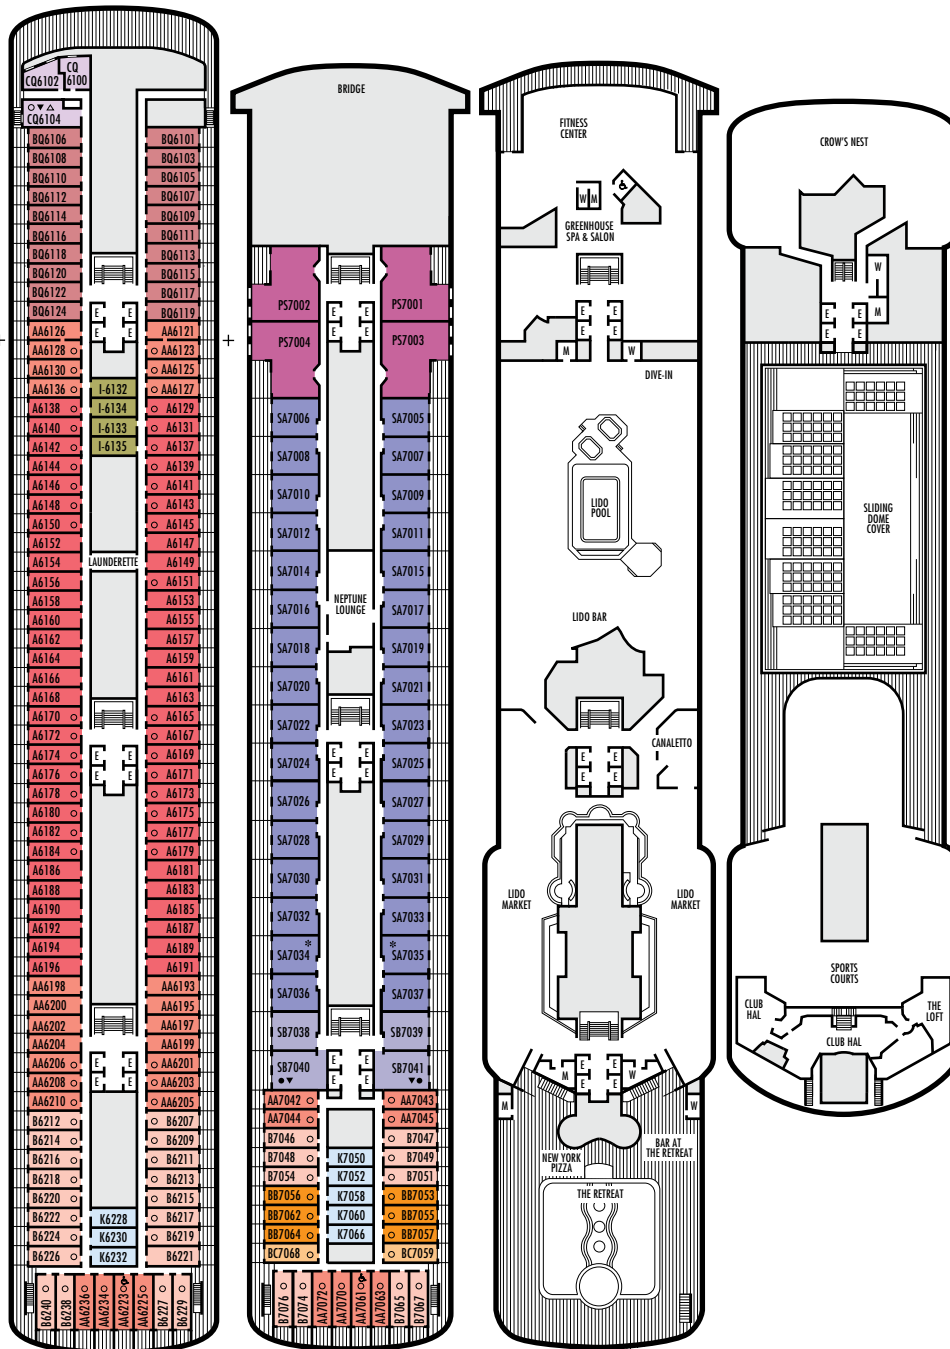 CQ6102
CQ
6100
CQ6104
BQ6106
BQ6108
BQ6110
BQ6112
BQ6114
BQ6116
BQ6118
BQ6120
BQ6122
BQ6124
AA6126
AA6128
AA6130
AA6136
A6138
A6140
A6142
A6144
A6146
A6148
A6150
A6152
A6154
A6156
A6158
A6160
A6162
A6164
A6166
A6168
A6170
A6172
A6174
A6176
A6178
A6180
A6182
A6184
A6186
A6188
A6190
A6192
A6194
A6196
AA6198
AA6200
AA6202
AA6204
AA6206
AA6208
AA6210
B6212
B6214
B6216
B6218
B6220
B6222
B6224
B6226
E
E
E
E
I-6132
I-6134
I-6133
I-6135
LAUNDERETTE
E
E
E
E
E
E
E
E
K6228
K6230
K6232
BQ6101
BQ6103
BQ6105
BQ6107
BQ6109
BQ6111
BQ6113
BQ6115
BQ6117
BQ6119
AA6121
AA6123
AA6125
AA6127
A6129
A6131
A6137
A6139
A6141
A6143
A6145
A6147
A6149
A6151
A6153
A6155
A6157
A6159
A6161
A6163
A6165
A6167
A6169
A6171
A6173
A6175
A6177
A6179
A6181
A6183
A6185
A6187
A6189
A6191
AA6193
AA6195
AA6197
AA6199
AA6201
AA6203
AA6205
B6207
B6209
B6211
B6213
B6215
B6217
B6219
B6221
B6240
B6238
AA6236
AA6234
AA6223
AA6225
B6227
B6229
BRIDGE
PS7002
PS7004
SA7006
SA7008
SA7010
SA7012
SA7014
SA7016
SA7018
SA7020
SA7022
SA7024
SA7026
SA7028
SA7030
SA7032
SA7034
SA7036
SB7038
SB7040
AA7042
AA7044
B7046
B7048
B7054
BB7056
BB7062
BB7064
BC7068
E
E
E
E
NEPTUNE
LOUNGE
E
E
E
E
E
E
E
E
K7050
K7052
K7058
K7060
K7066
PS7001
PS7003
SA7005
SA7007
SA7009
SA7011
SA7015
SA7017
SA7019
SA7021
SA7023
SA7025
SA7027
SA7029
SA7031
SA7033
SA7035
SA7037
SB7039
SB7041
AA7043
AA7045
B7047
B7049
B7051
BB7053
BB7055
BB7057
BC7059
B7076
B7074
AA7072
AA7070
AA7061
AA7063
B7065
B7067
FITNESS
CENTER
W M
GREENHOUSE
SPA & SALON
E
E
E
E
M
W
DIVE-IN
LIDO
POOL
LIDO BAR
CANALETTO
E
E
E
E
LIDO
MARKET
LIDO
MARKET
M
E
E
E
E
W
M
W
NEW YORK
PIZZA
BAR AT
THE RETREAT
THE RETREAT
CROW'S NEST
W
M
E
E
E
E
SLIDING
DOME
COVER
SPORTS
COURTS
CLUB
HAL
THE
LOFT
CLUB HAL